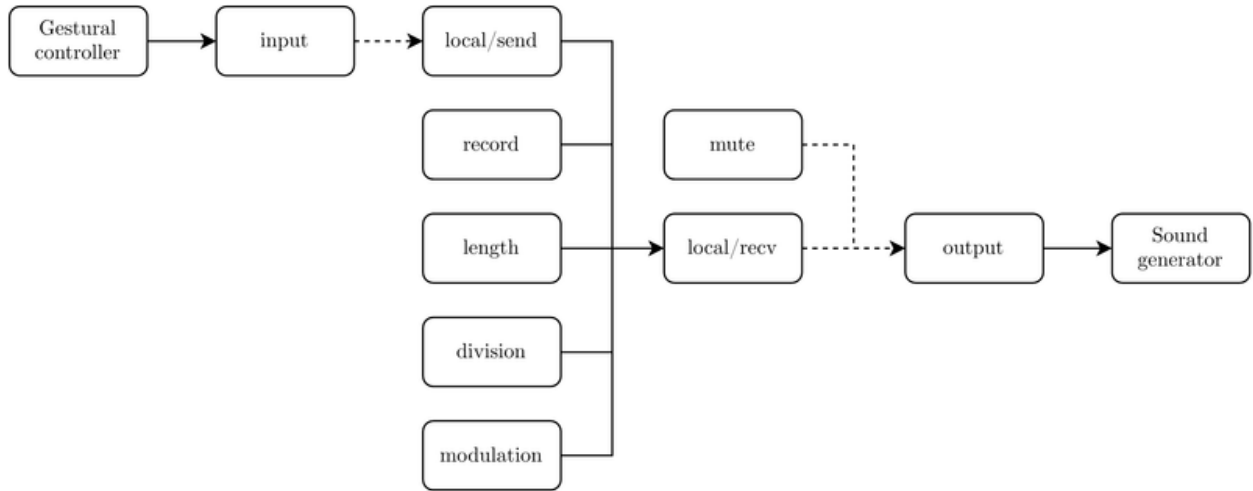 Gestural
controller
input
local/send
record
mute
length
local/recv
output
Sound
generator
division
modulation